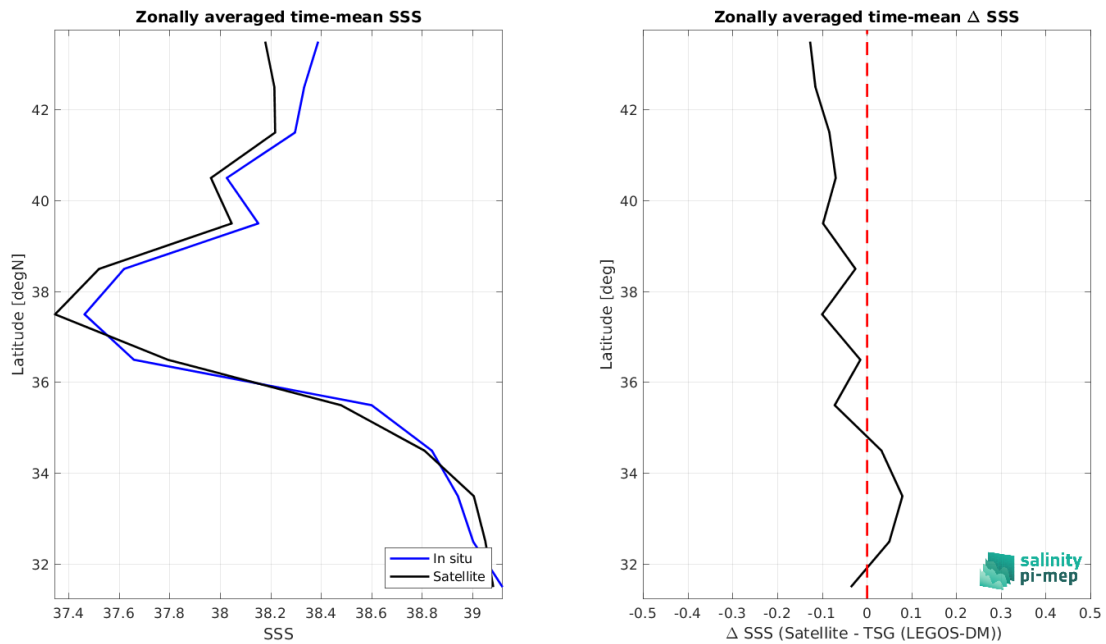 Zonally averaged time-mean SSS
42
40
38
36
34
32
Latitude [degN]
37.4 37.6 37.8 38 38.2 38.4 38.6 38.8 39
SSS
In situ
Satellite
Zonally averaged time-mean Δ SSS
42
40
38
36
34
32
Latitude [deg]
-0.5 -0.4 -0.3 -0.2 -0.1 0 0.1 0.2 0.3 0.4 0.5
Δ SSS (Satellite - TSG (LEGOS-DM))
salinity
pi-mep